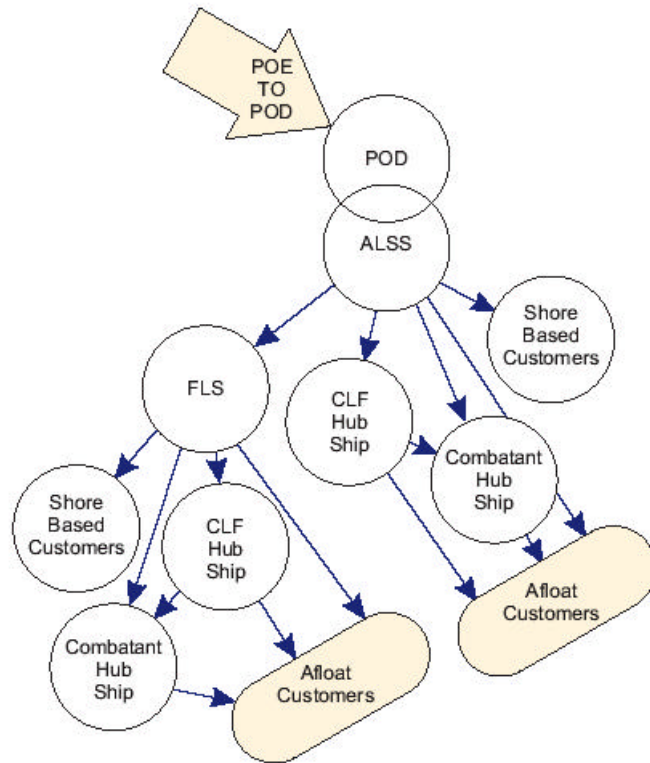 POE
TO
POD
POD
ALSS
Shore
Based
Customers
FLS
CLF
Hub
Ship
Combatant
Hub
Ship
Shore
Based
Customers
CLF
Hub
Ship
Afloat
Customers
Combatant
Hub
Ship
Afloat
Customers